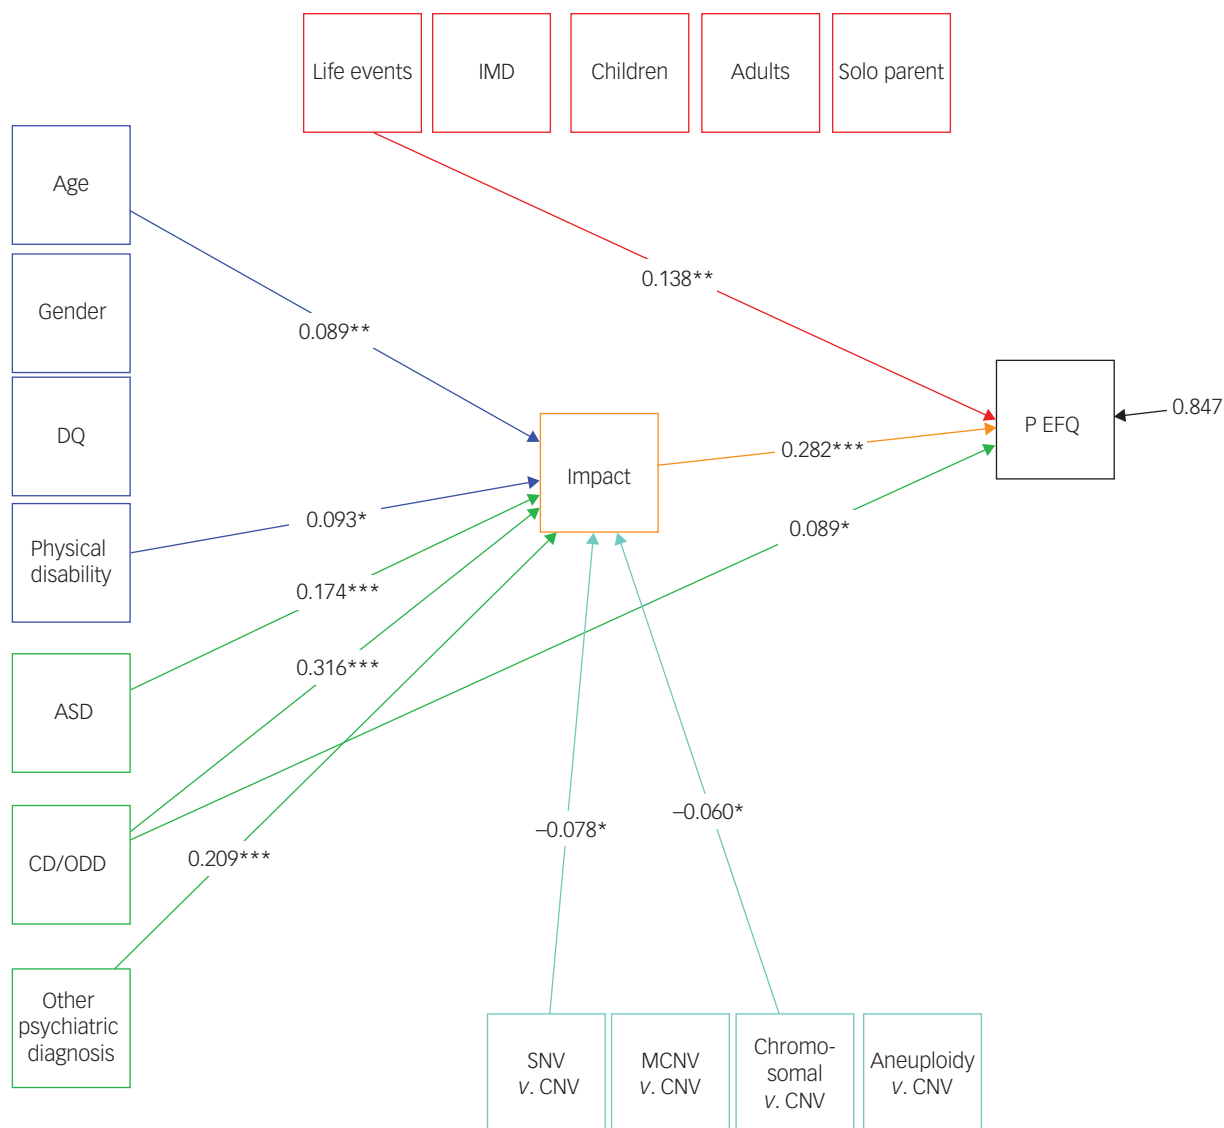 Life events
IMD
Children
Adults
Solo parent
Age
Gender
DQ
Physical
disability
ASD
CD/ODD
Other
psychiatric
diagnosis
0.138**
0.089**
0.093*
0.174***
0.316***
0.209***
Impact
0.282***
0.089*
P EFQ
0.847
–0.078*
–0.060*
SNV
v. CNV
MCNV
v. CNV
Chromo-
somal
v. CNV
Aneuploidy
v. CNV